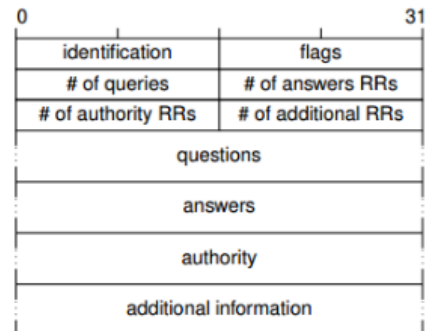 0 31
identification flags
# of queries # of answers RRs
# of authority RRs # of additional RRs
questions
answers
authority
additional information